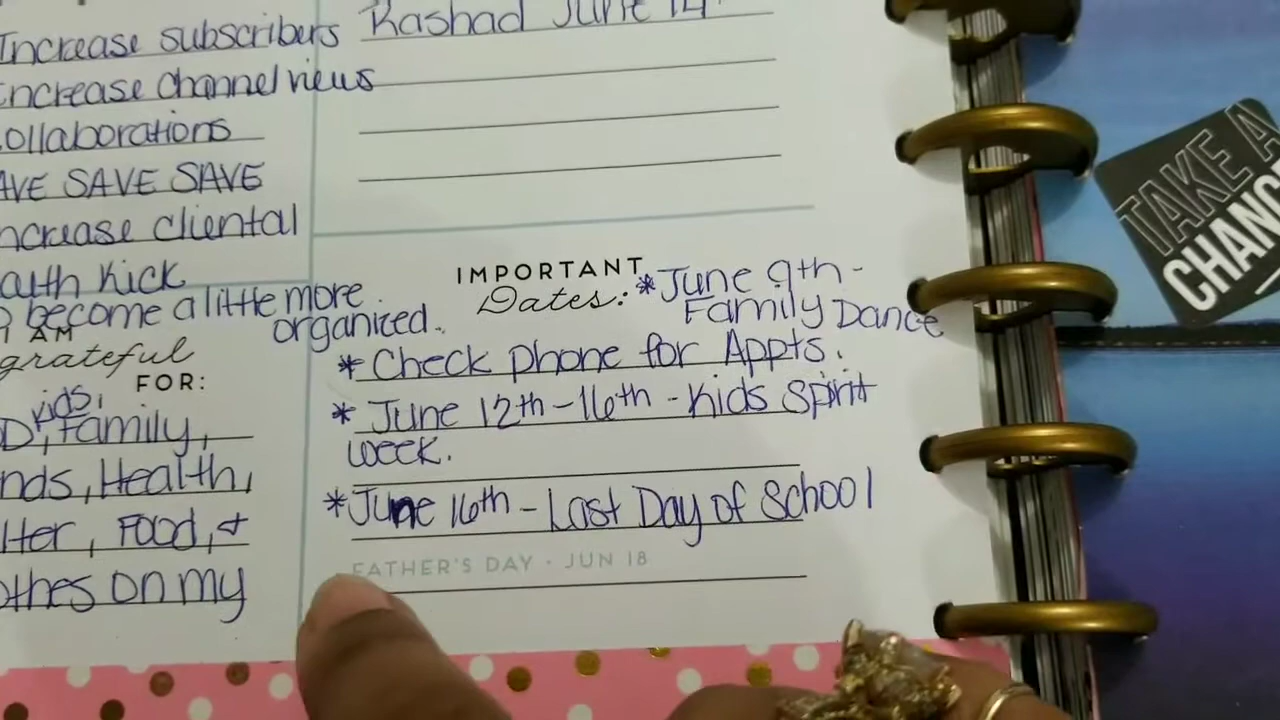 Increase subscribers
Increase channel views
ollaborations
AVE SAVE SAVE
ncrease cliental
alth Kick
become a little more
organized.
I AM
grateful
FOR:
kids,
D, family,
nds, Health,
lter, Food, &
othes on my
Rashad June 14
IMPORTANT
Dates:
*June 9th -
Family Dance
* Check phone for Appts.
* June 12th - 16th - Kids Spirit
week.
*June 16th - Last Day of School
FATHER'S DAY - JUN 18
TAKE A
CHANC